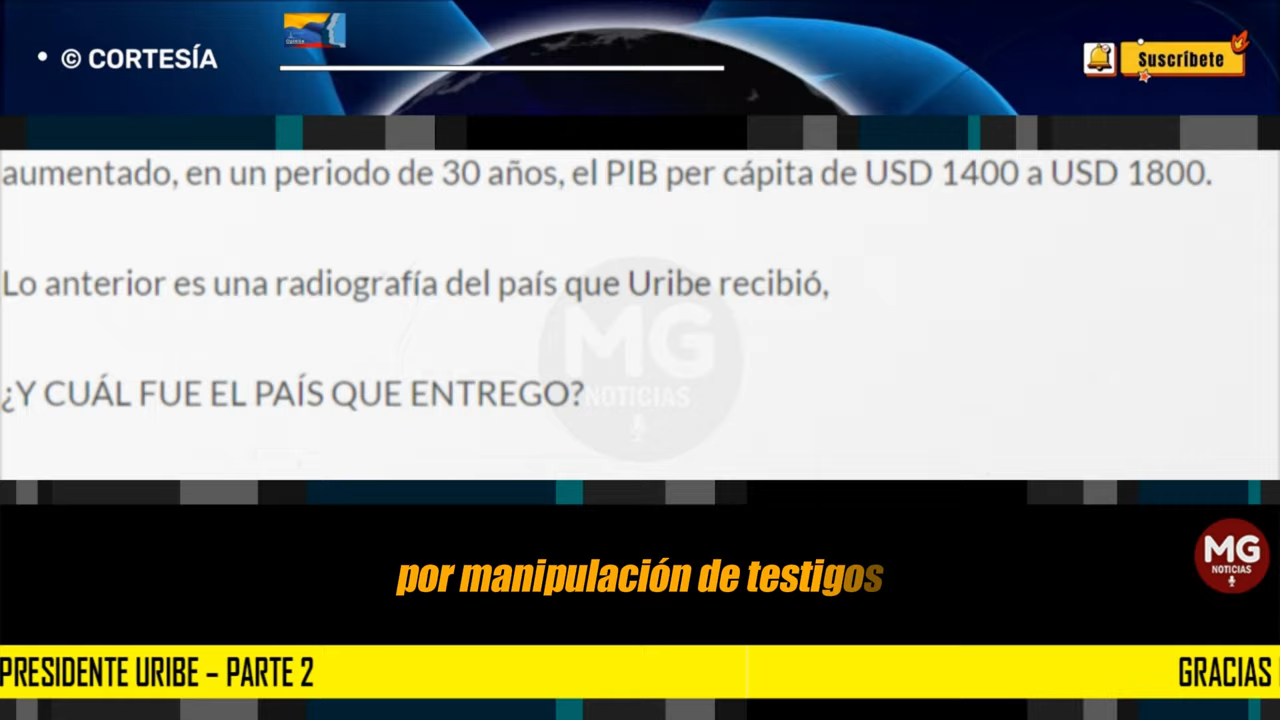 • © CORTESÍA
Suscríbete
aumentado, en un periodo de 30 años, el PIB per cápita de USD 1400 a USD 1800.
Lo anterior es una radiografía del país que Uribe recibió,
¿Y CUÁL FUE EL PAÍS QUE ENTREGO?
MG
NOTICIAS
por manipulación de testigos
MG
NOTICIAS
PRESIDENTE URIBE – PARTE 2
GRACIAS